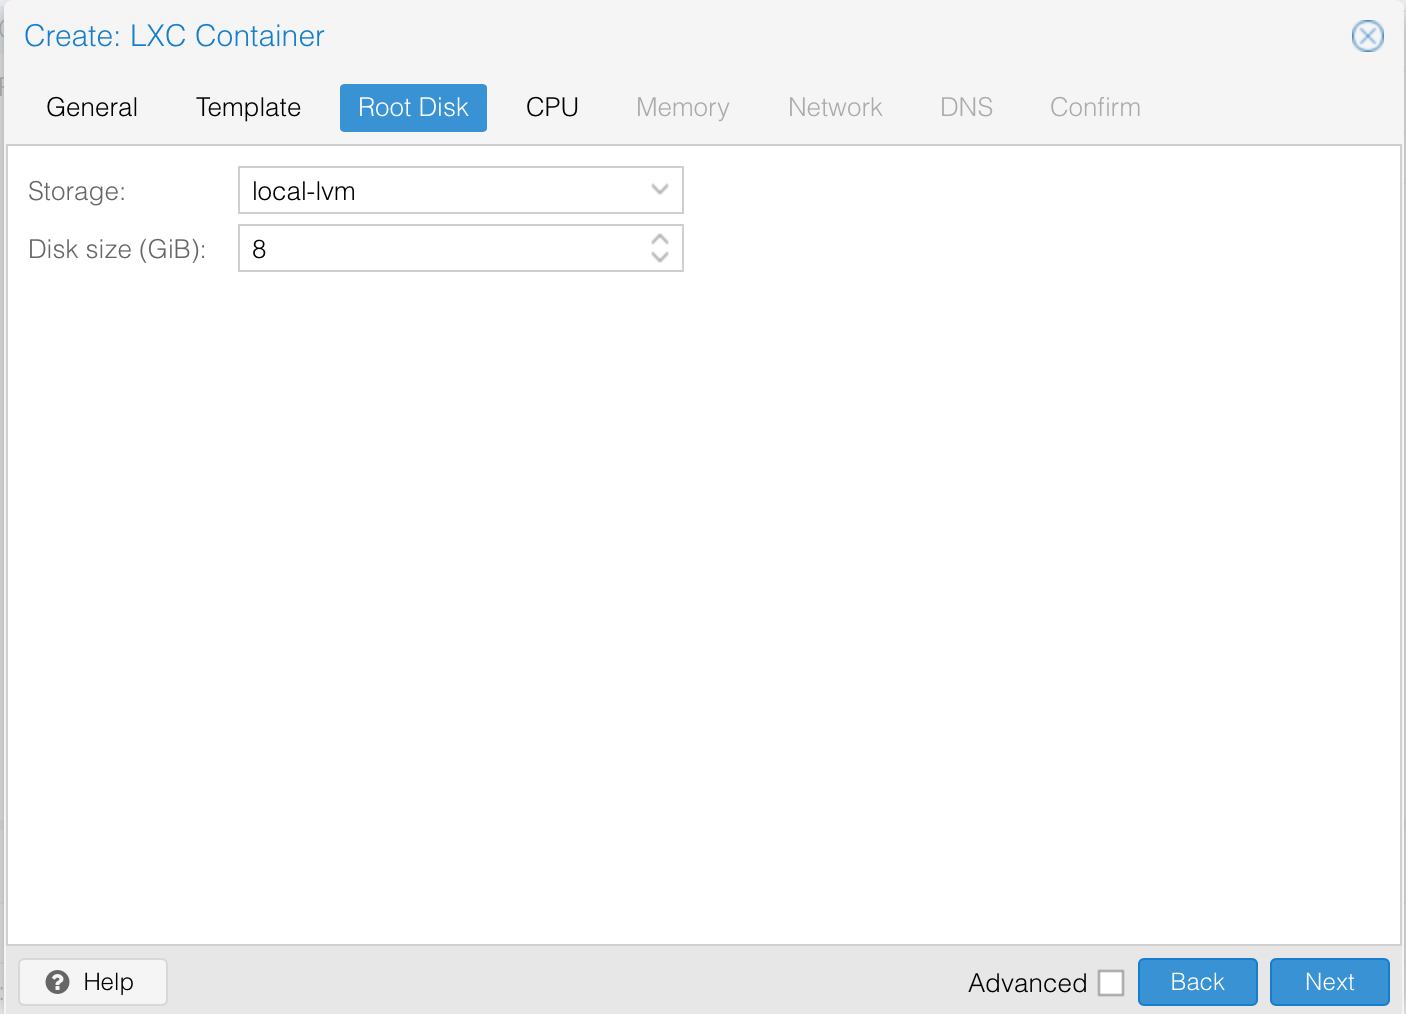 Create: LXC Container
General Template Root Disk CPU Memory Network DNS Confirm
Storage: local-lvm
Disk size (GiB): 8
Help Advanced Back Next